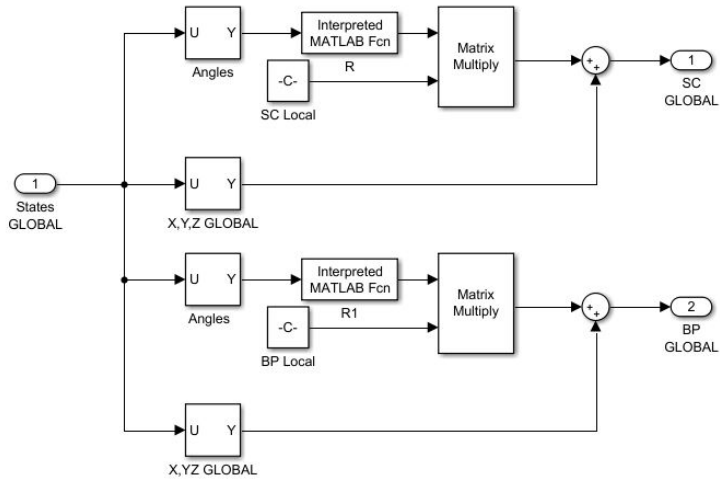 U Y
Angles
Interpreted
MATLAB Fcn
R
-C-
SC Local
Matrix
Multiply
+
+
1
SC
GLOBAL
1
States
GLOBAL
U Y
X,Y,Z GLOBAL
U Y
Angles
Interpreted
MATLAB Fcn
R1
-C-
BP Local
Matrix
Multiply
+
+
2
BP
GLOBAL
U Y
X,YZ GLOBAL